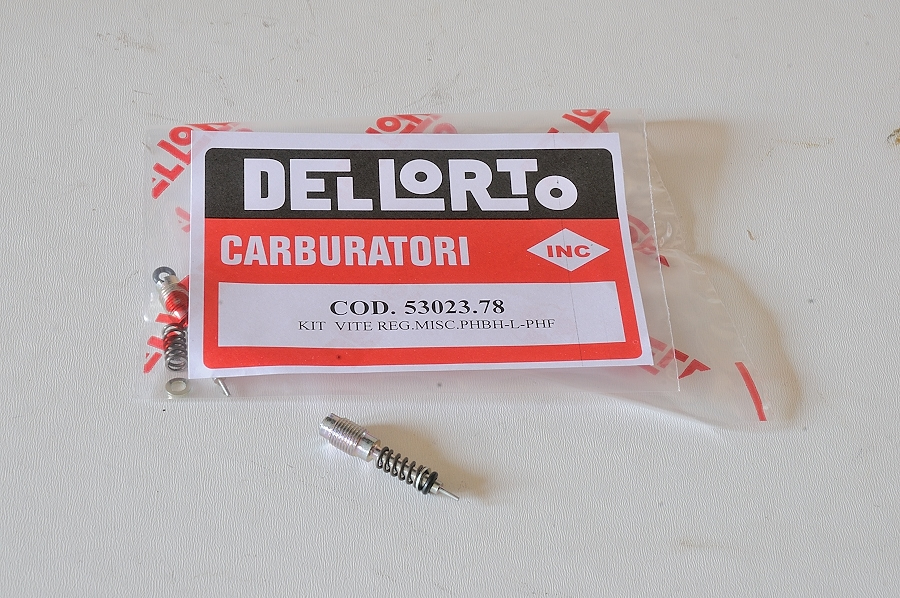 DELLORTO
CARBURATORI
INC
COD. 53023.78
KIT VITE REG.MISC.PHBH-L-PHF